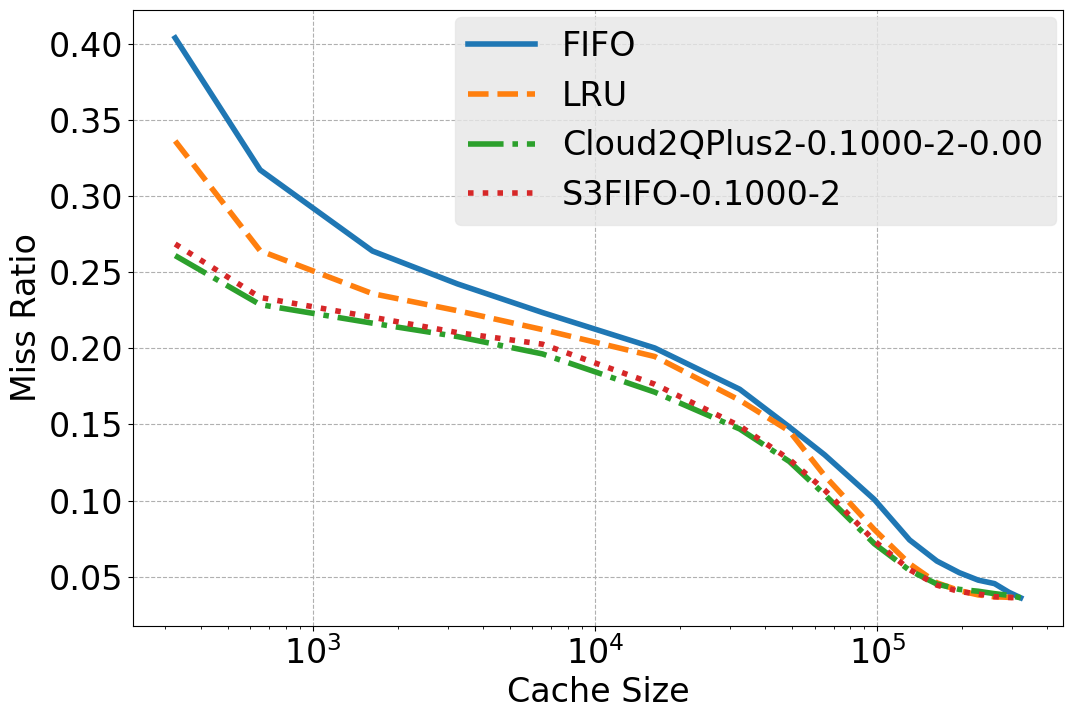 FIFO
LRU
Cloud2QPlus2-0.1000-2-0.00
S3FIFO-0.1000-2
Miss Ratio
0.40
0.35
0.30
0.25
0.20
0.15
0.10
0.05
10³ 10⁴ 10⁵
Cache Size